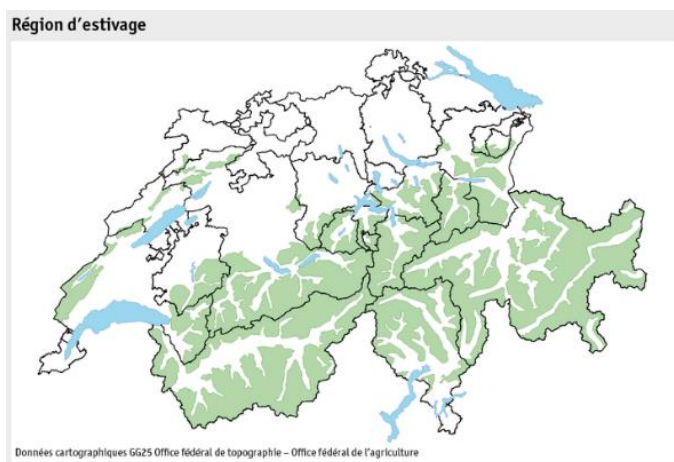 Région d'estivage
Données cartographiques GG25 Office fédéral de topographie – Office fédéral de l'agriculture